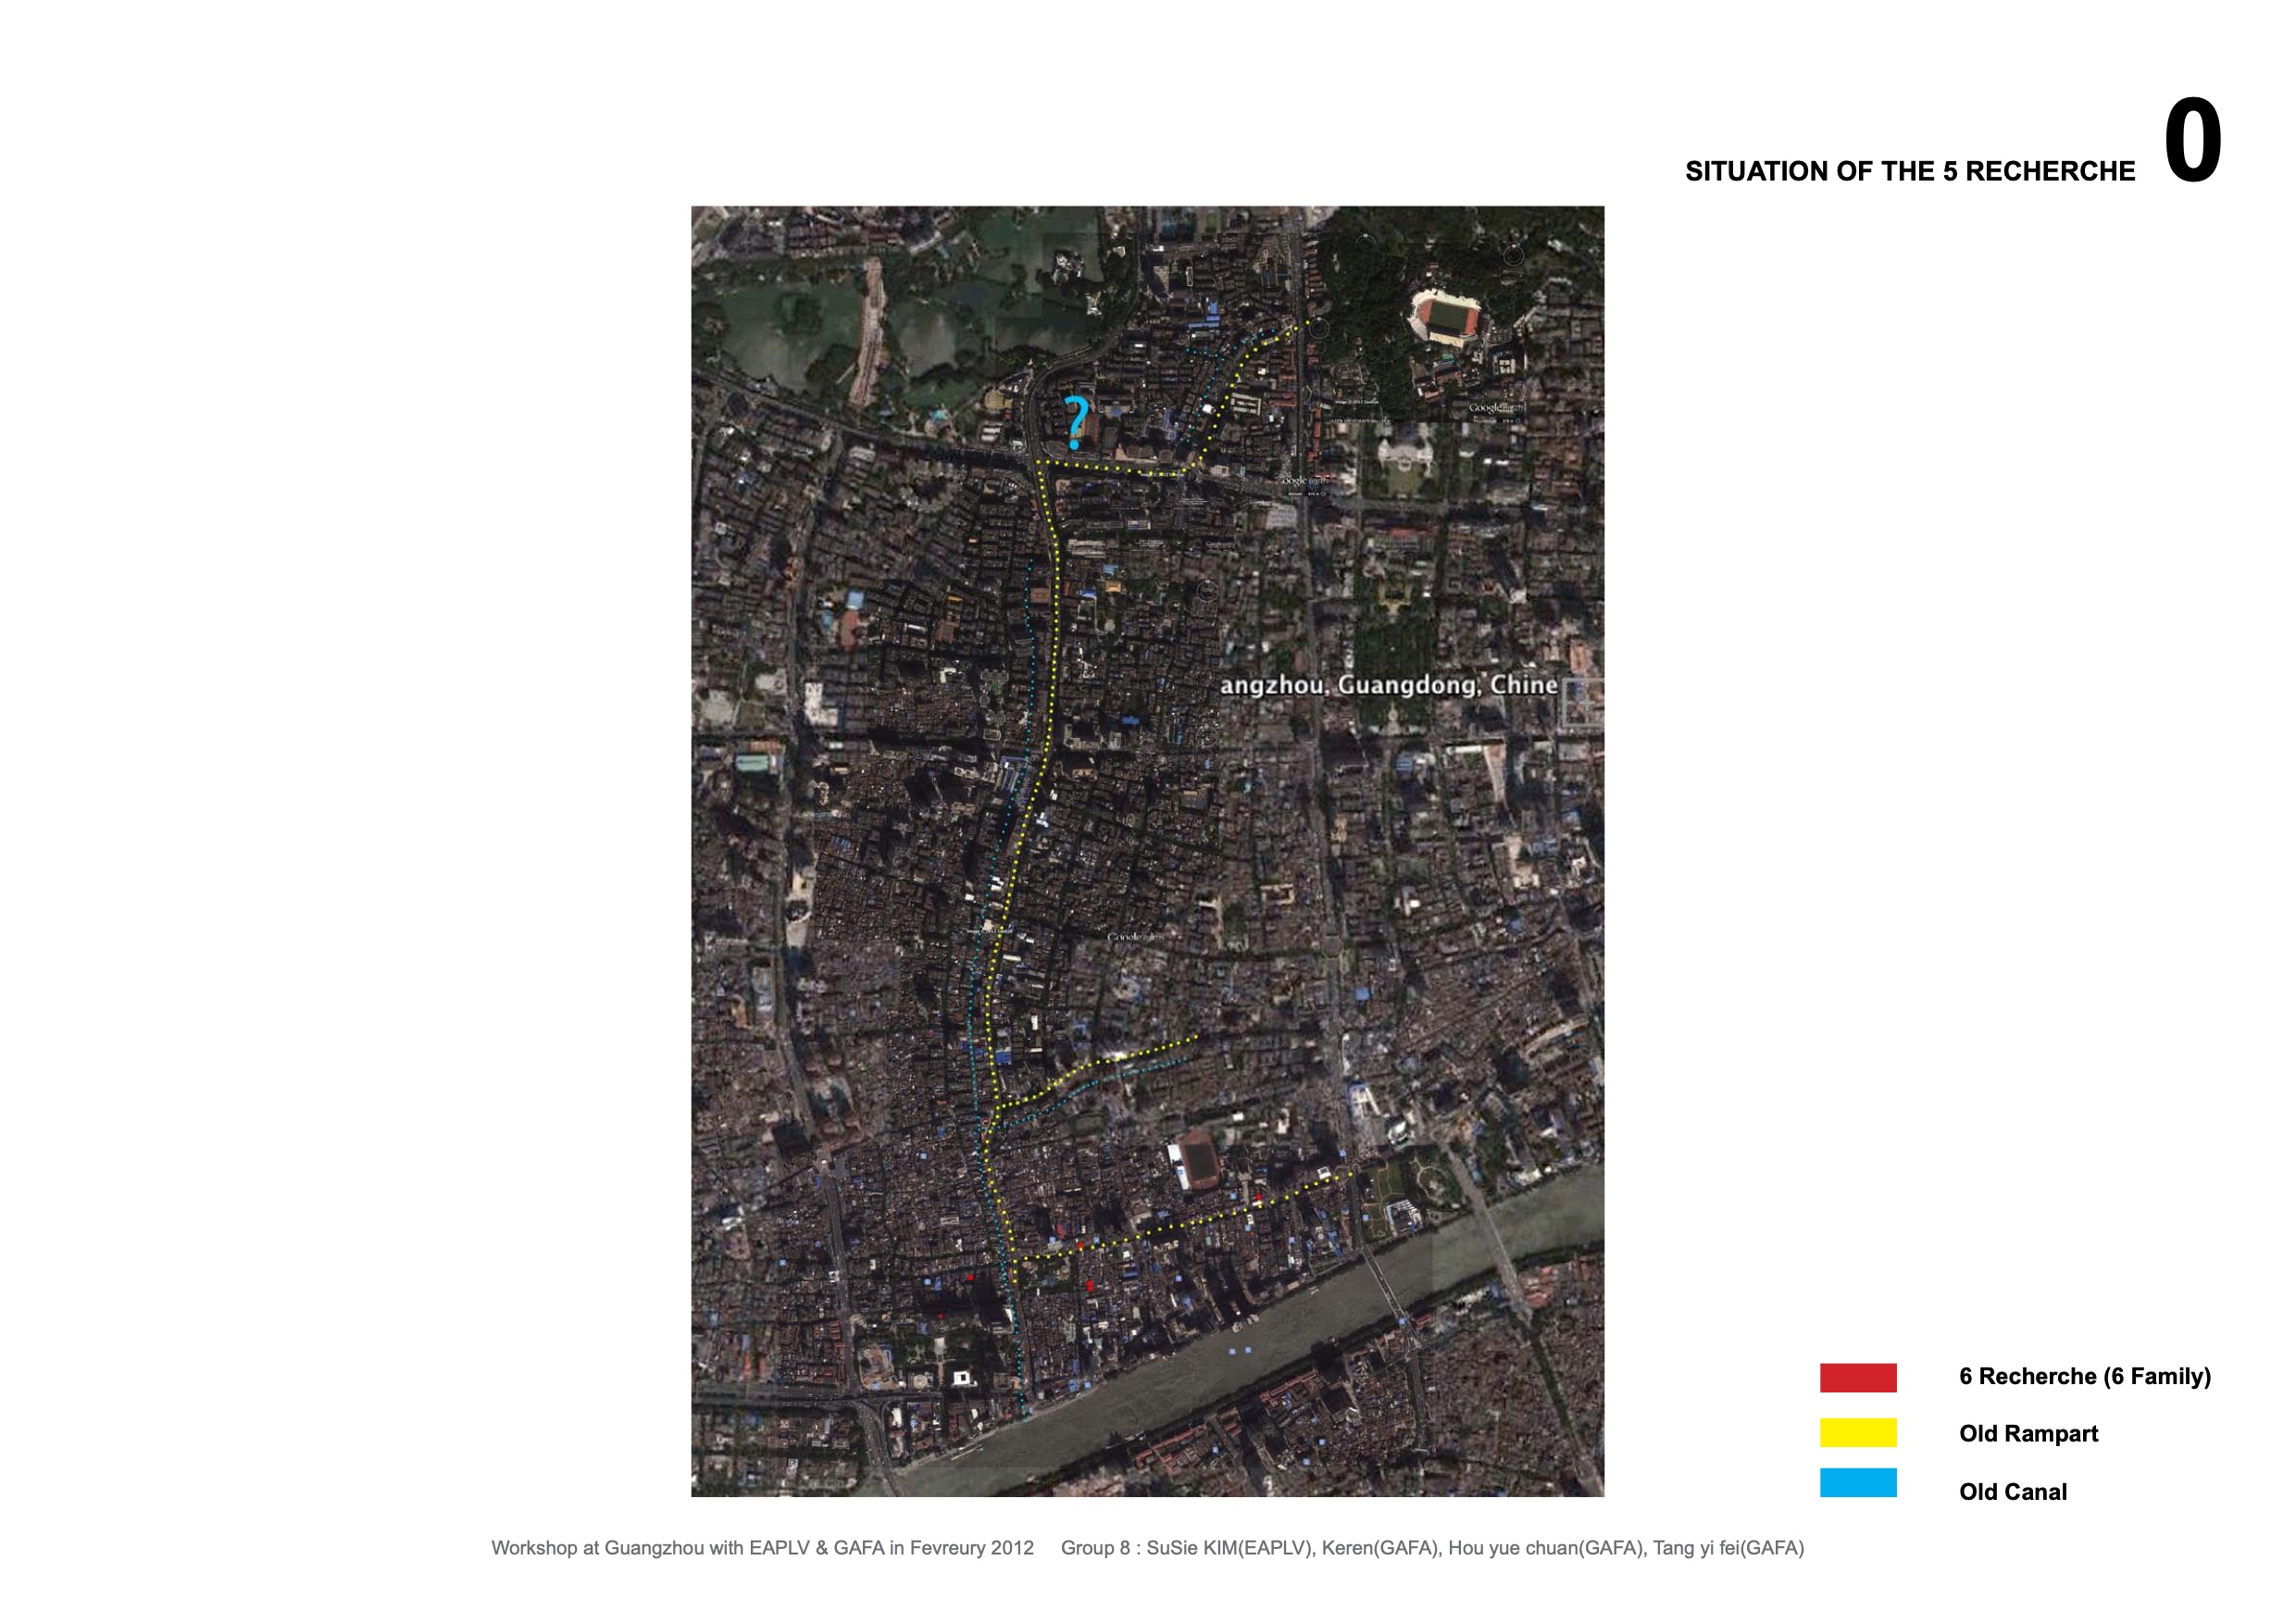 SITUATION OF THE 5 RECHERCHE 0
?
Google
angzhou, Guangdong, Chine
Google
6 Recherche (6 Family)
Old Rampart
Old Canal
Workshop at Guangzhou with EAPLV & GAFA in Fevreury 2012 Group 8 : SuSie KIM(EAPLV), Keren(GAFA), Hou yue chuan(GAFA), Tang yi fei(GAFA)